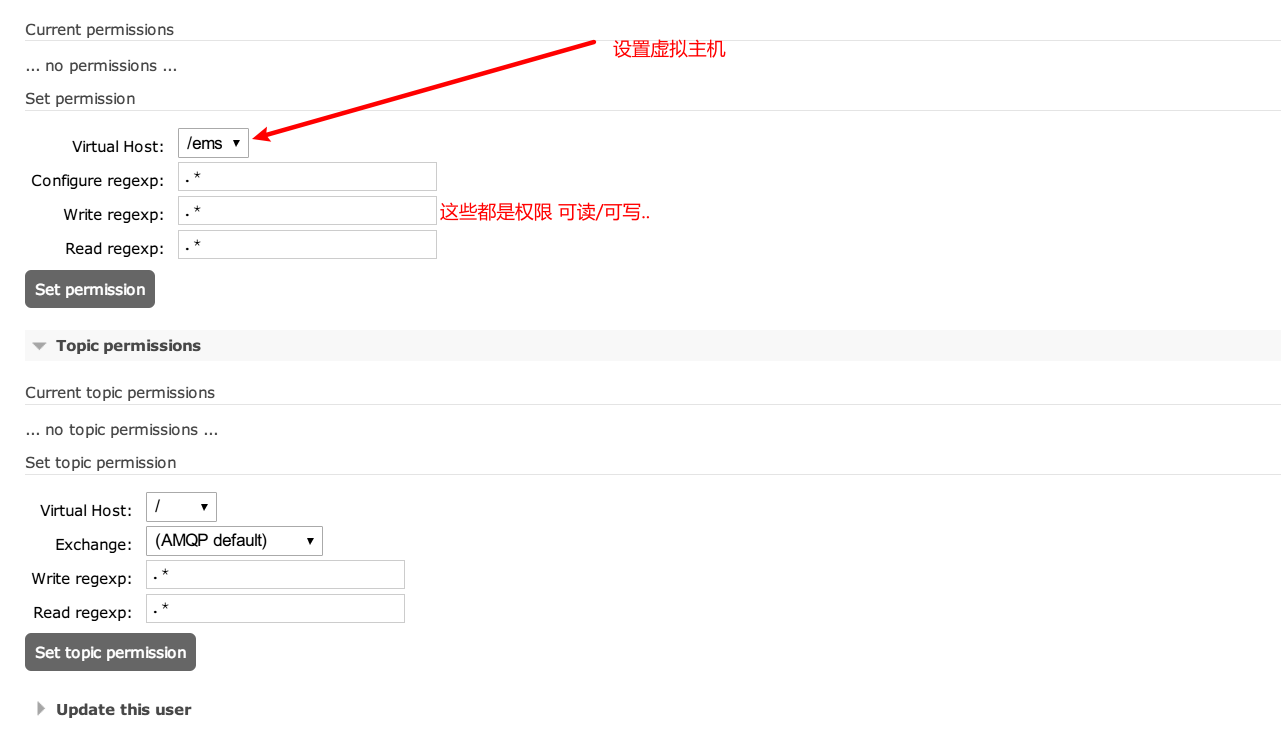 Current permissions
设置虚拟主机
... no permissions ...
Set permission
Virtual Host: /ems
Configure regexp: .*
Write regexp: .* 这些都是权限 可读/可写..
Read regexp: .*
Set permission
Topic permissions
Current topic permissions
... no topic permissions ...
Set topic permission
Virtual Host: /
Exchange: (AMQP default)
Write regexp: .*
Read regexp: .*
Set topic permission
Update this user